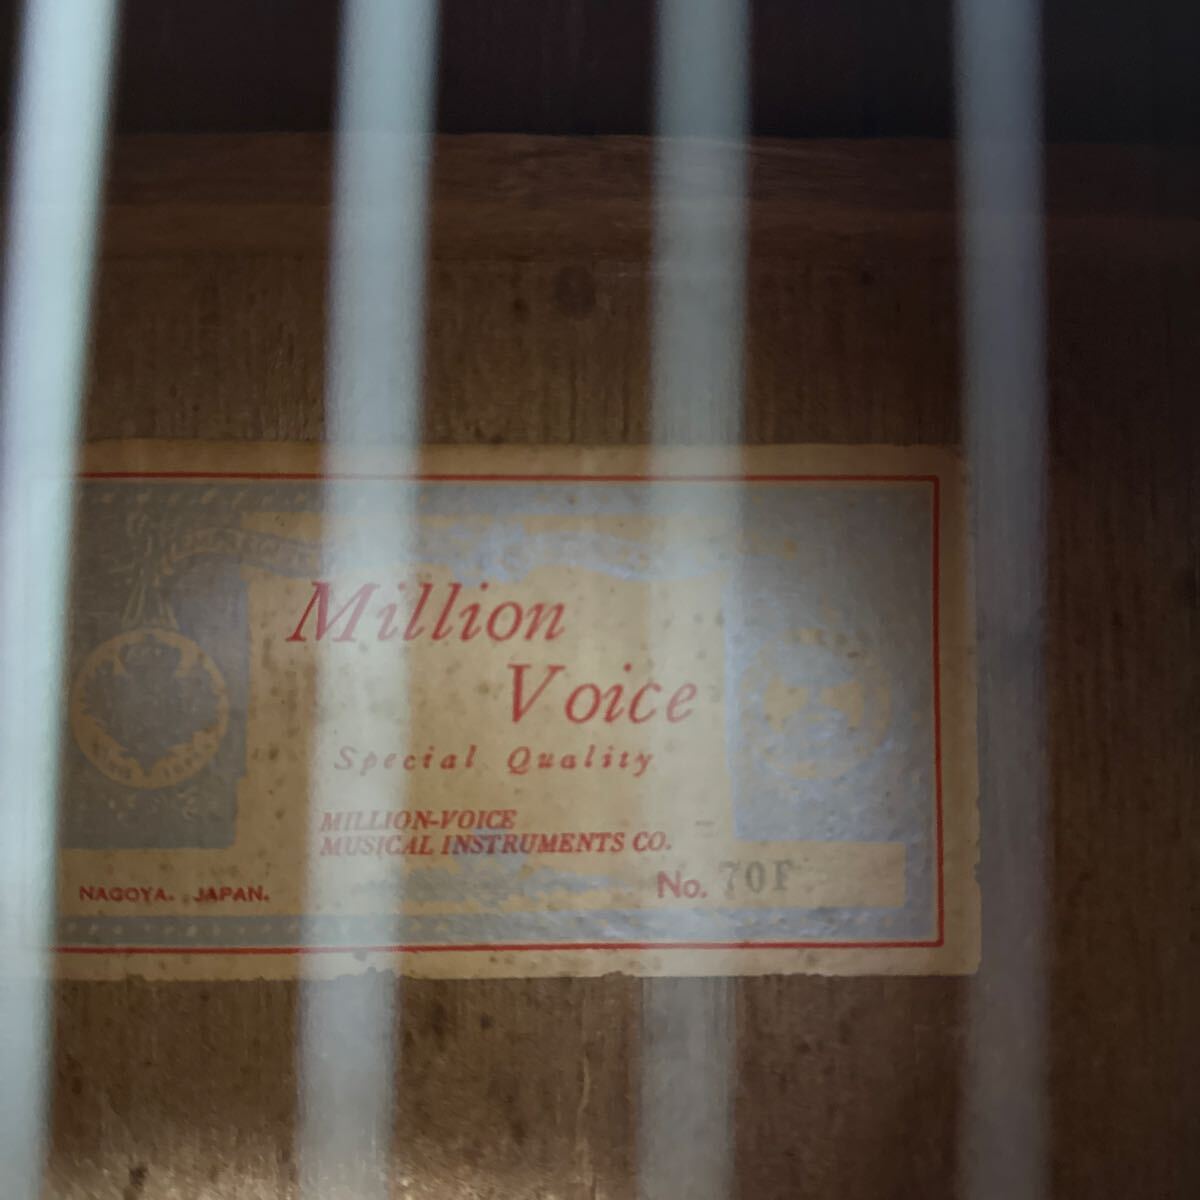 Million
Voice
Special Quality
MILLION-VOICE
MUSICAL INSTRUMENTS CO.
NAGOYA. JAPAN.
No. 70F